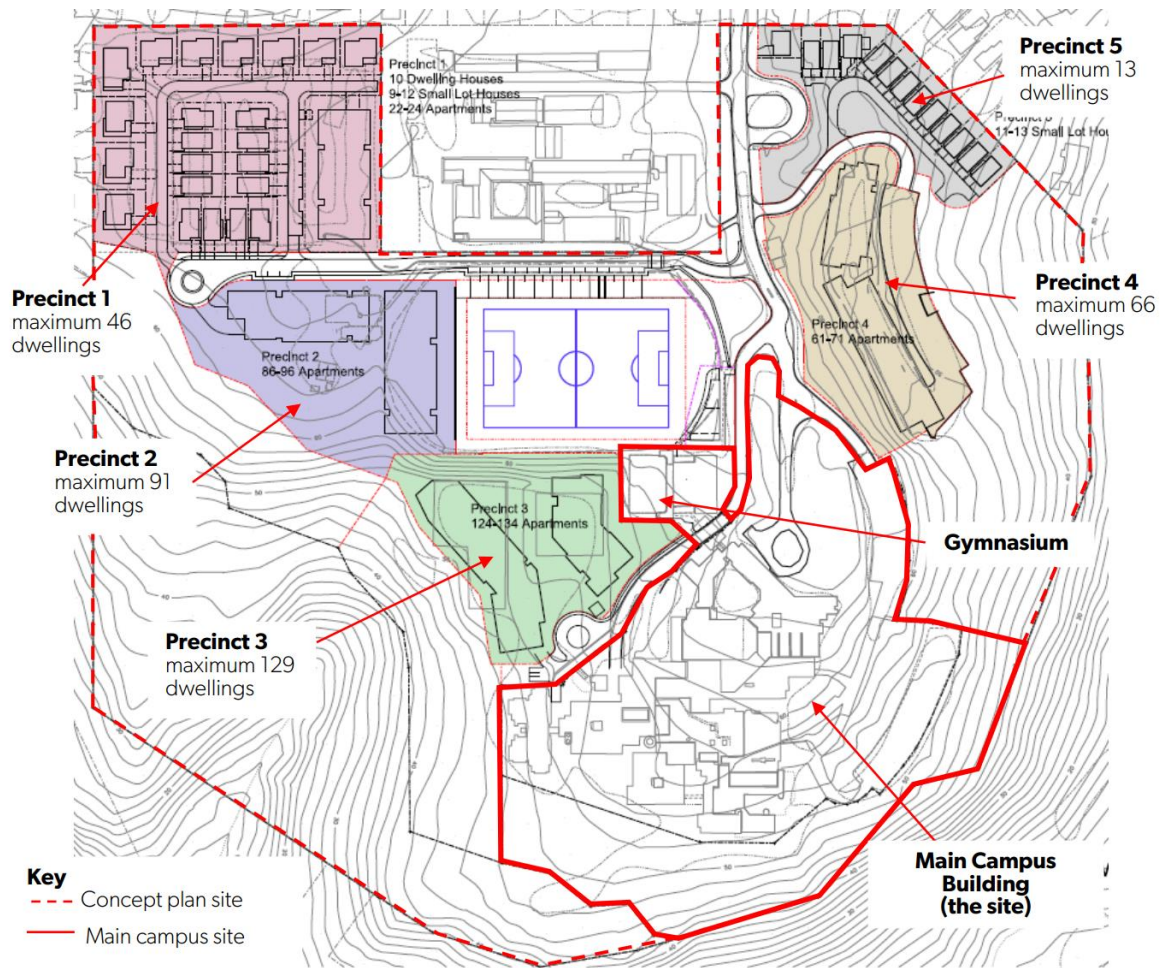 Precinct 1
10 Dwelling Houses
9-12 Small Lot Houses
22-24 Apartments
Precinct 5
maximum 13
dwellings
11-13 Small Lot Hou
Precinct 1
maximum 46
dwellings
Precinct 4
maximum 66
dwellings
Precinct 4
61-71 Apartments
Precinct 2
86-96 Apartments
Precinct 2
maximum 91
dwellings
Precinct 3
124-134 Apartments
Gymnasium
Precinct 3
maximum 129
dwellings
Main Campus
Building
(the site)
Key
Concept plan site
Main campus site